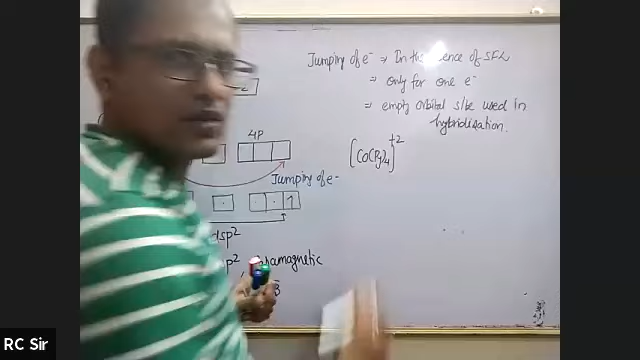 Jumping of e⁻ → In the presence of SFL
→ only for one e⁻
→ empty orbital s/be used in
hybridisation.
[Co(Py)₄]⁺²
4P
Jumping of e⁻
1
dsp²
paramagnetic
RC Sir